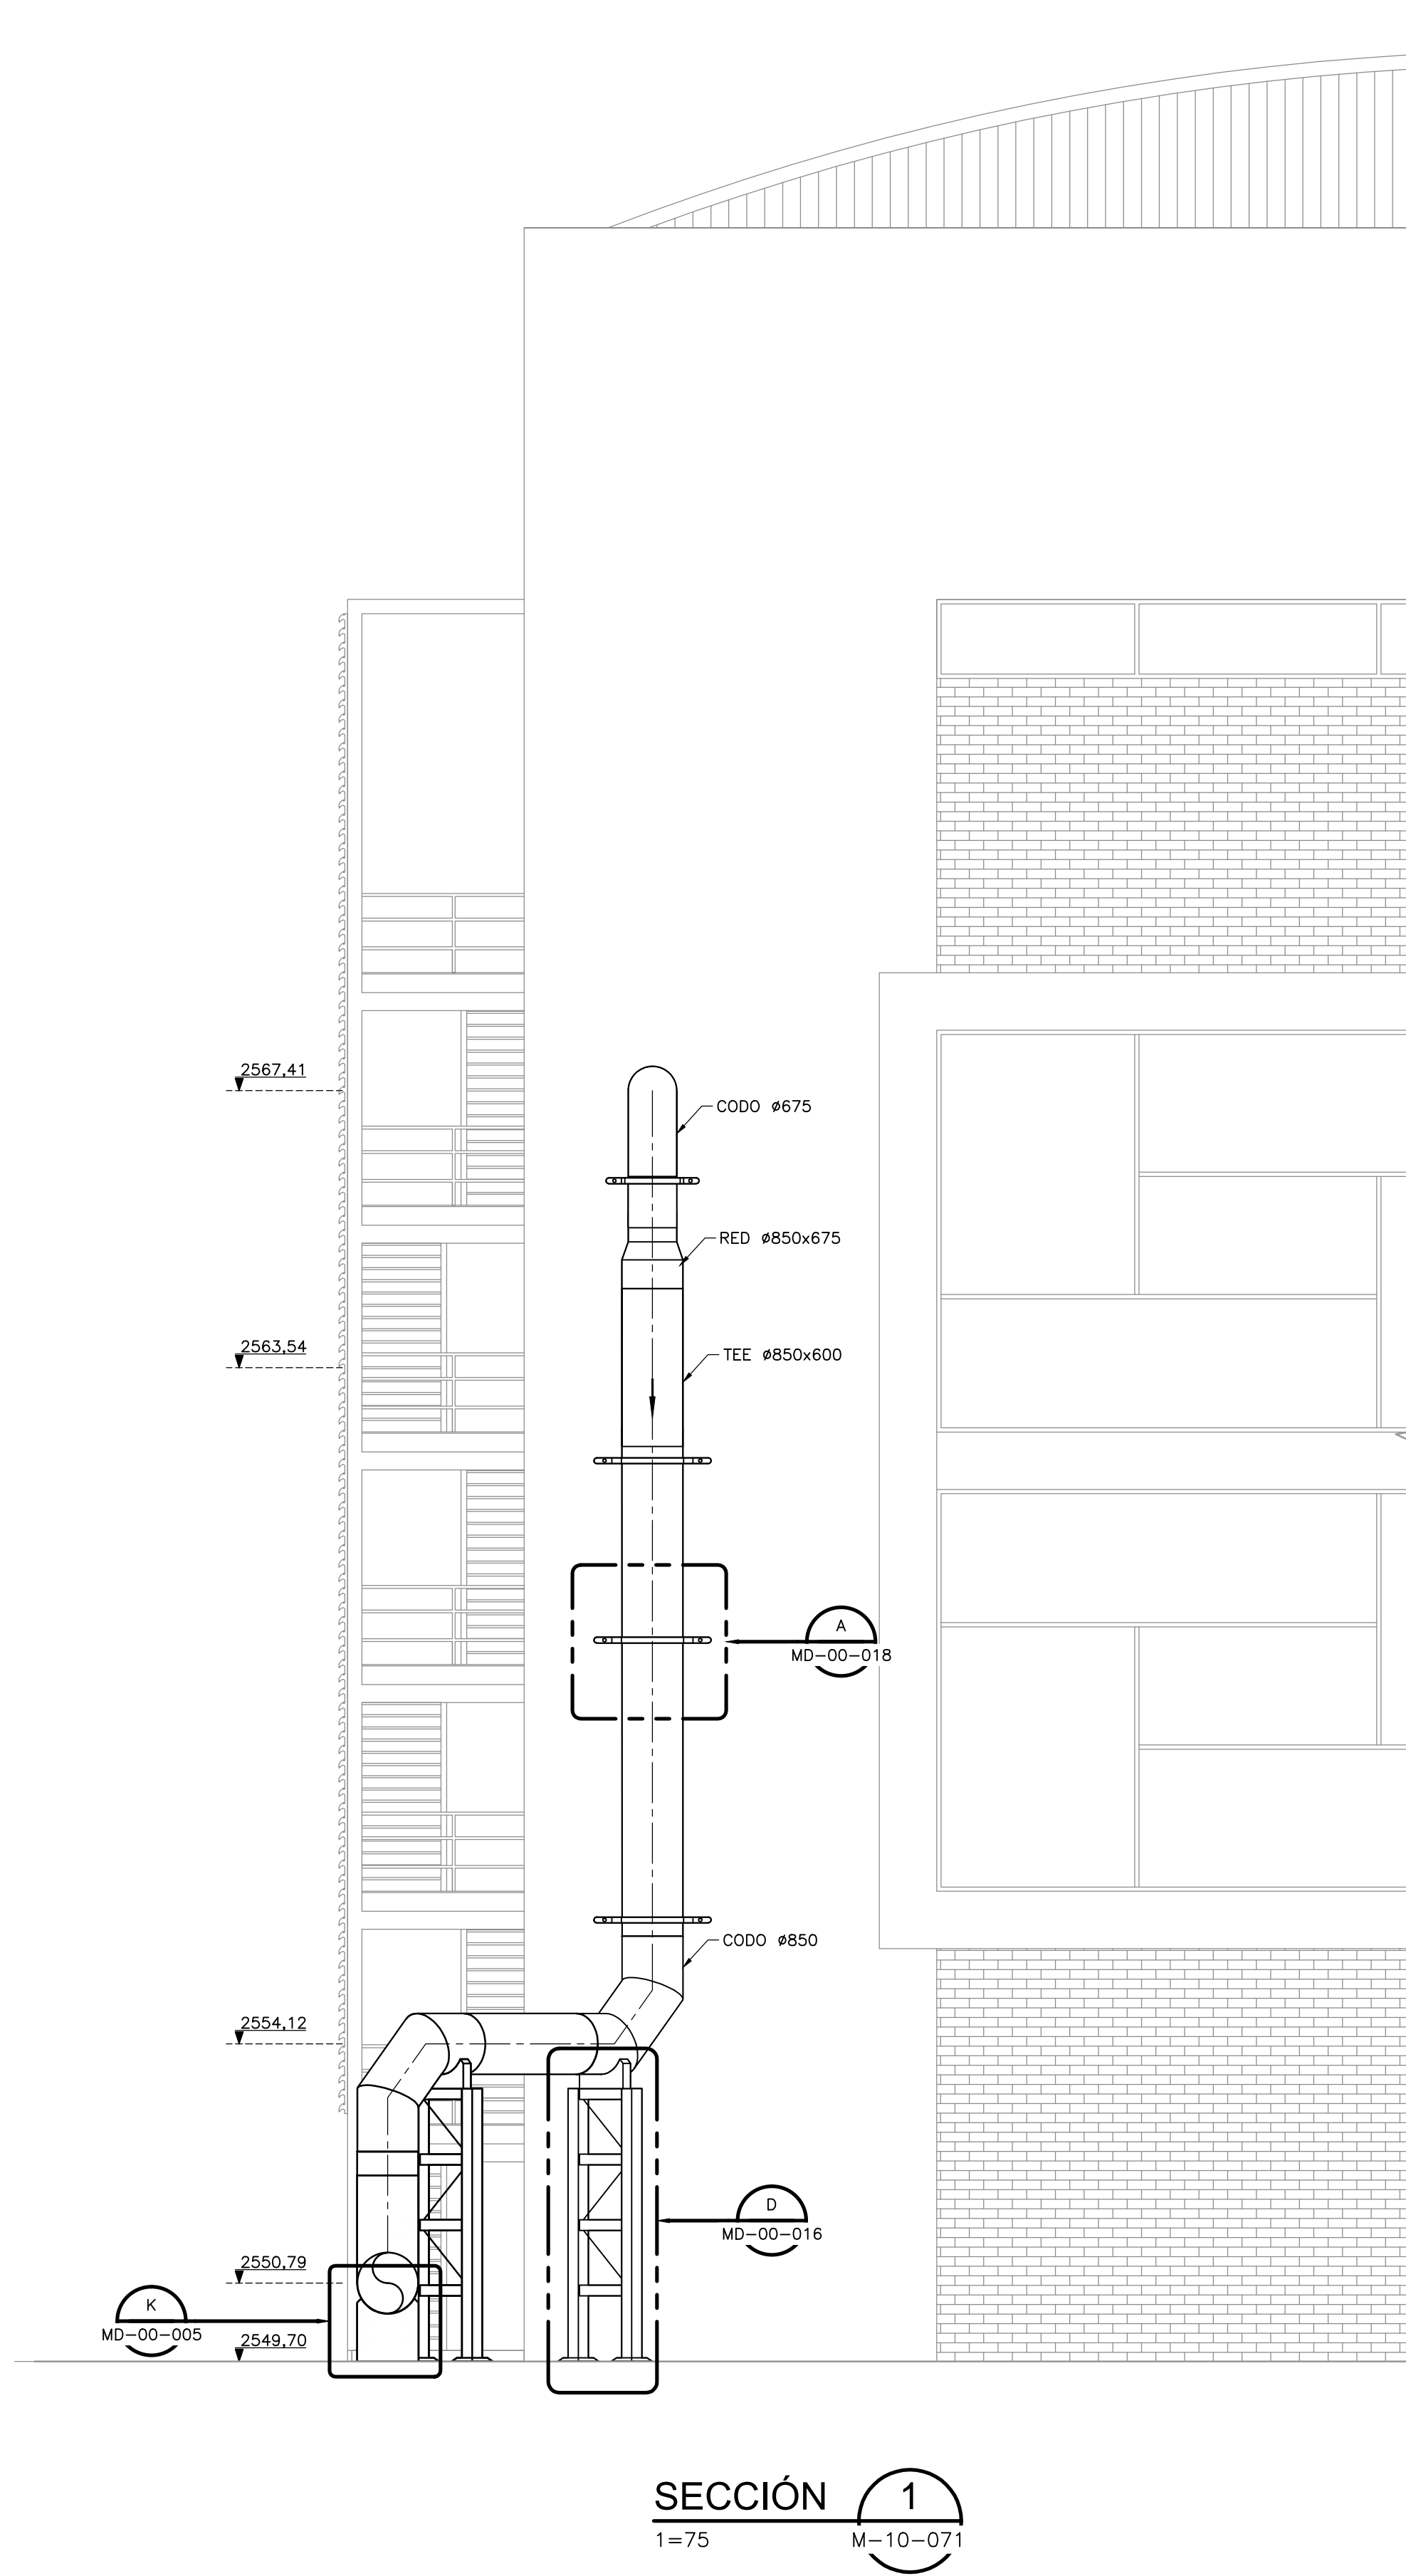 2567,41
CODO ø675
RED ø850x675
2563,54
TEE ø850x600
A
MD-00-018
CODO ø850
2554,12
D
MD-00-016
2550,79
K
MD-00-005
2549,70
SECCIÓN 1
1=75 M-10-071